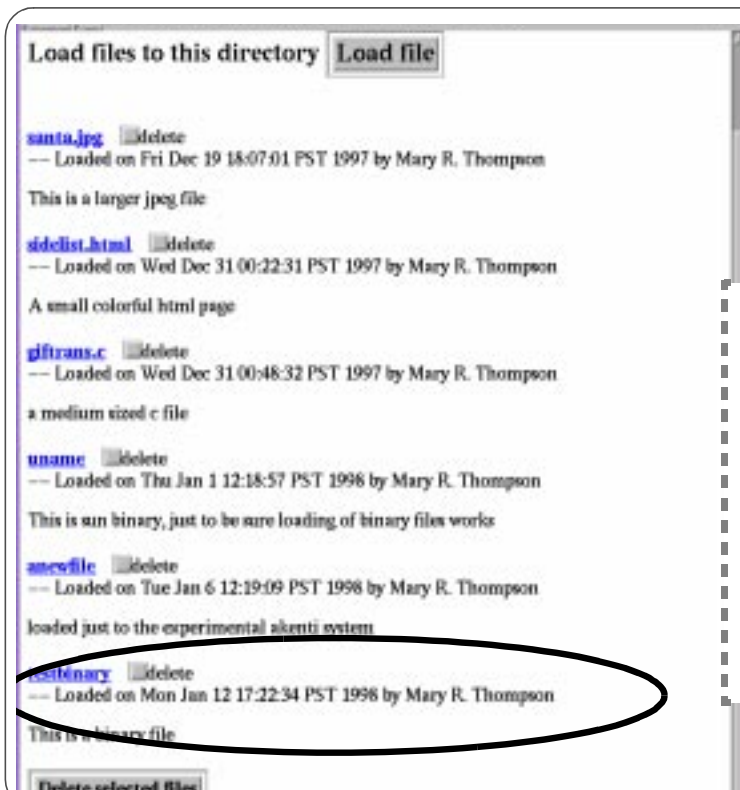 Load files to this directory Load file
santa.jpg delete
-- Loaded on Fri Dec 19 18:07:01 PST 1997 by Mary R. Thompson
This is a larger jpeg file
sidelist.html delete
-- Loaded on Wed Dec 31 00:22:31 PST 1997 by Mary R. Thompson
A small colorful html page
giftrans.c delete
-- Loaded on Wed Dec 31 00:48:32 PST 1997 by Mary R. Thompson
a medium sized c file
uname delete
-- Loaded on Thu Jan 1 12:18:57 PST 1998 by Mary R. Thompson
This is sun binary, just to be sure loading of binary files works
anewfile delete
-- Loaded on Tue Jan 6 12:19:09 PST 1998 by Mary R. Thompson
loaded just to the experimental akenti system
testbinary delete
-- Loaded on Mon Jan 12 17:22:34 PST 1998 by Mary R. Thompson
This is a binary file
Delete selected files